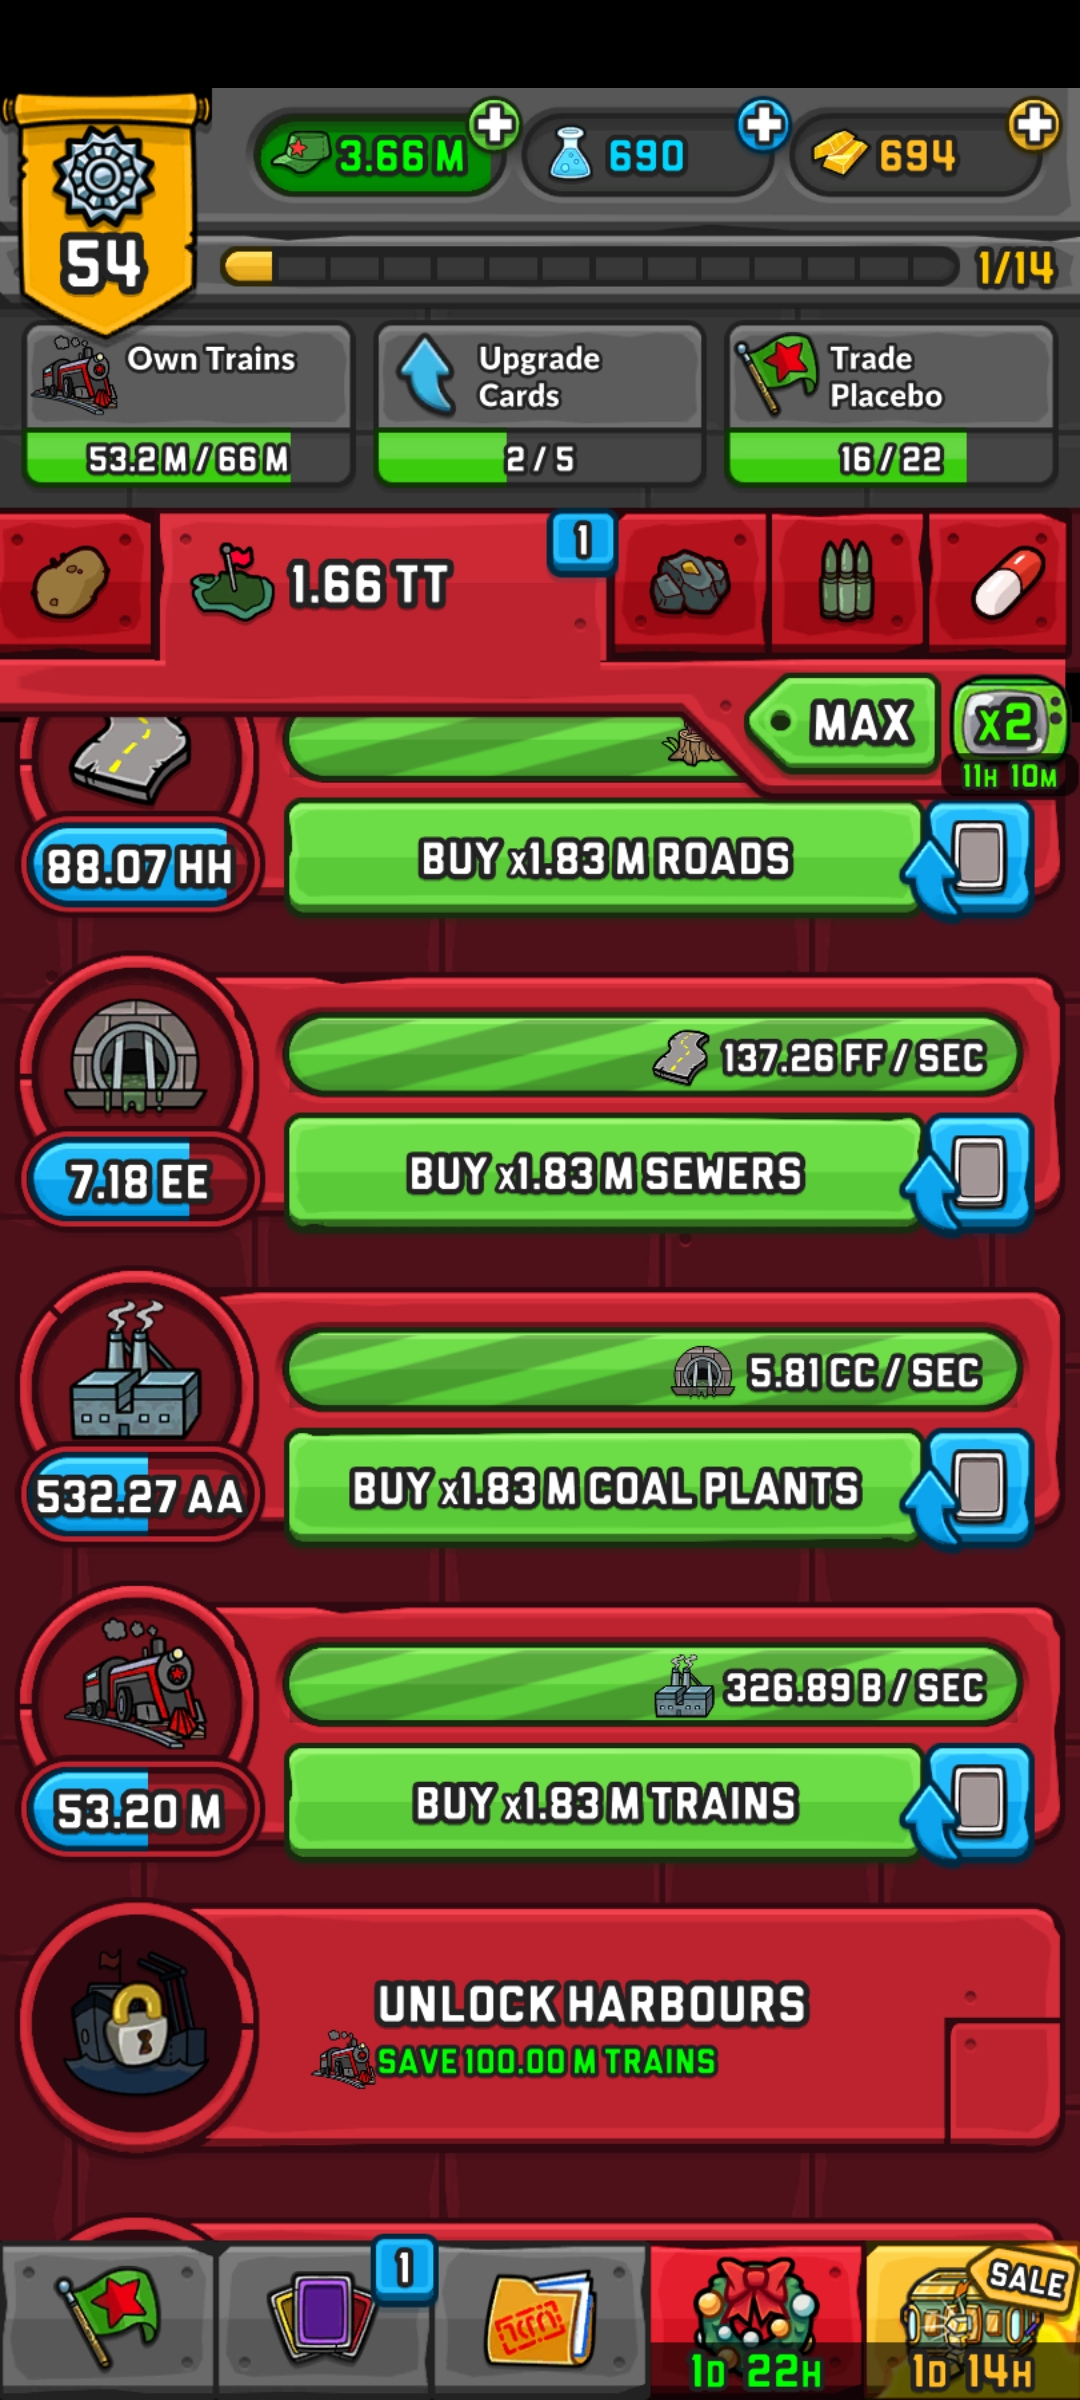 54
3.66 M
690
694
1/14
Own Trains
53.2 M / 66 M
Upgrade
Cards
2 / 5
Trade
Placebo
16 / 22
1.66 TT
1
MAX
x2
11H 10M
88.07 HH
BUY x1.83 M ROADS
137.26 FF / SEC
7.18 EE
BUY x1.83 M SEWERS
5.81 CC / SEC
532.27 AA
BUY x1.83 M COAL PLANTS
326.89 B / SEC
53.20 M
BUY x1.83 M TRAINS
UNLOCK HARBOURS
SAVE 100.00 M TRAINS
1
SALE
1D 22H
1D 14H